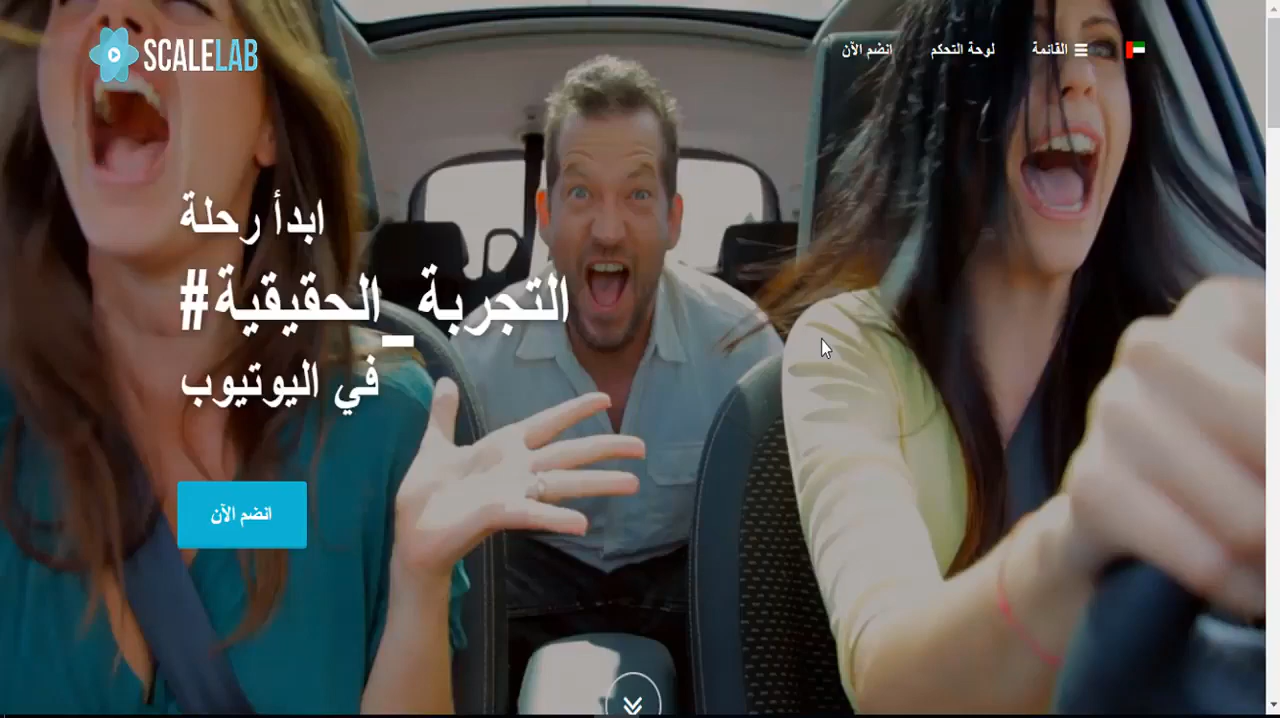 SCALELAB
القائمة
لوحة التحكم
انضم الآن
ابدأ رحلة
#التجربة_الحقيقية
في اليوتيوب
انضم الآن